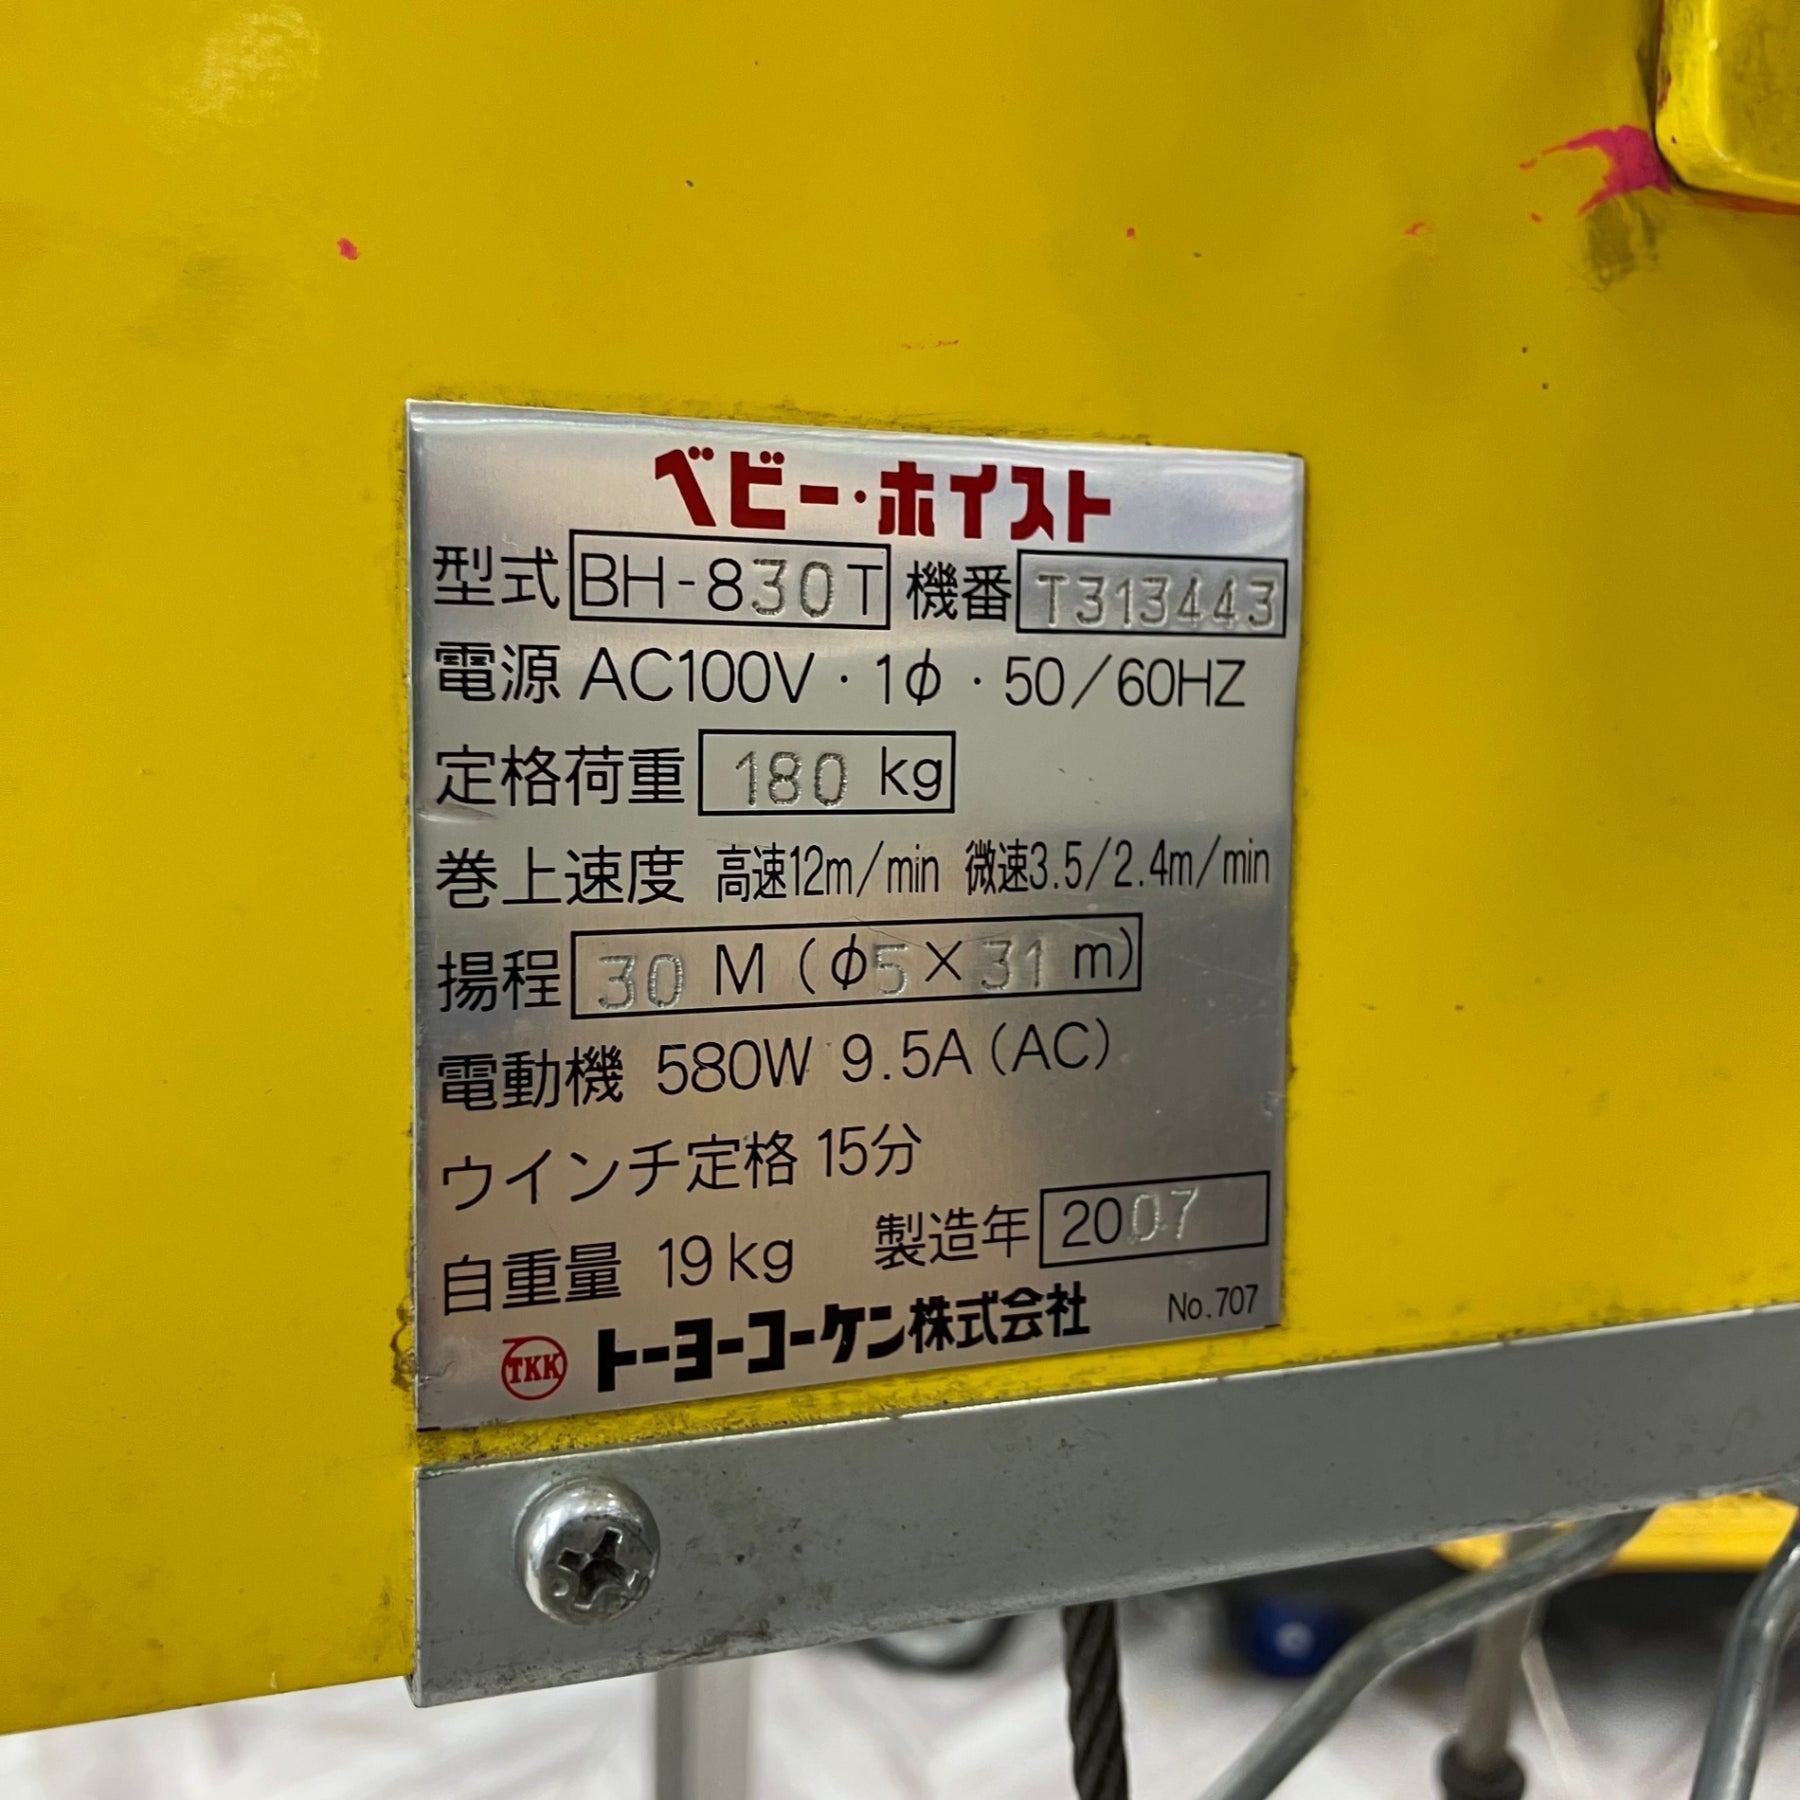 ベビー・ホイスト
型式 BH-830T 機番 T313443
電源 AC100V・1φ・50/60HZ
定格荷重 180 kg
巻上速度 高速12m/min 微速3.5/2.4m/min
揚程 30 M (φ5×31 m)
電動機 580W 9.5A(AC)
ウインチ定格 15分
自重量 19kg 製造年 2007
TKK トーヨーコーケン株式会社 No.707